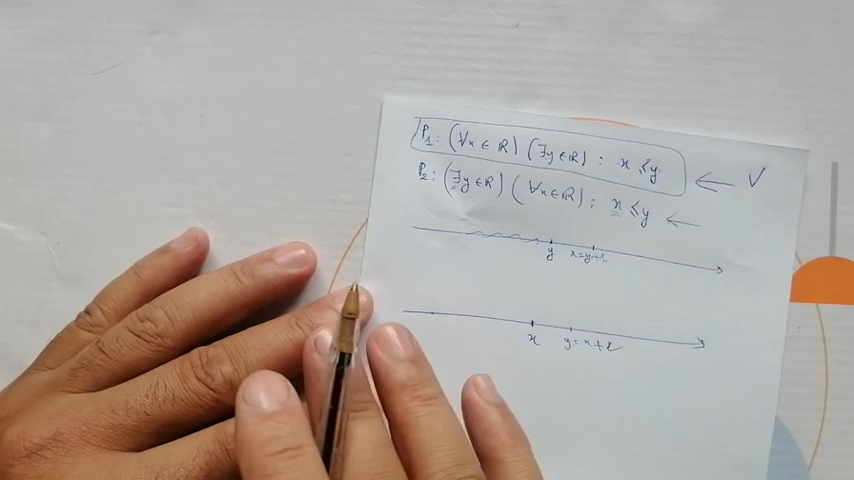 P₁: (∀x ∈ ℝ) (∃y ∈ ℝ) : x ≤ y ← V
P₂: (∃y ∈ ℝ) (∀x ∈ ℝ) : x ≤ y ←
y x=y+1
x y=x+1